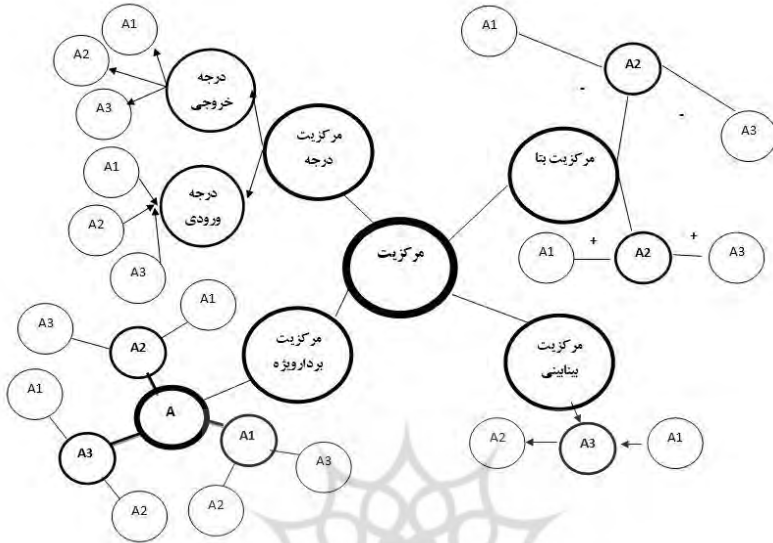 مرکزیت
مرکزیت
درجه
درجه
خروجی
A1
A2
A3
درجه
ورودی
A1
A2
A3
مرکزیت بتا
A2
A1
-
-
A3
A2
A1
+
+
A3
مرکزیت
بردارویژه
A
A2
A3
A1
A3
A1
A2
A1
A2
A3
مرکزیت
بینابینی
A3
A2
A1